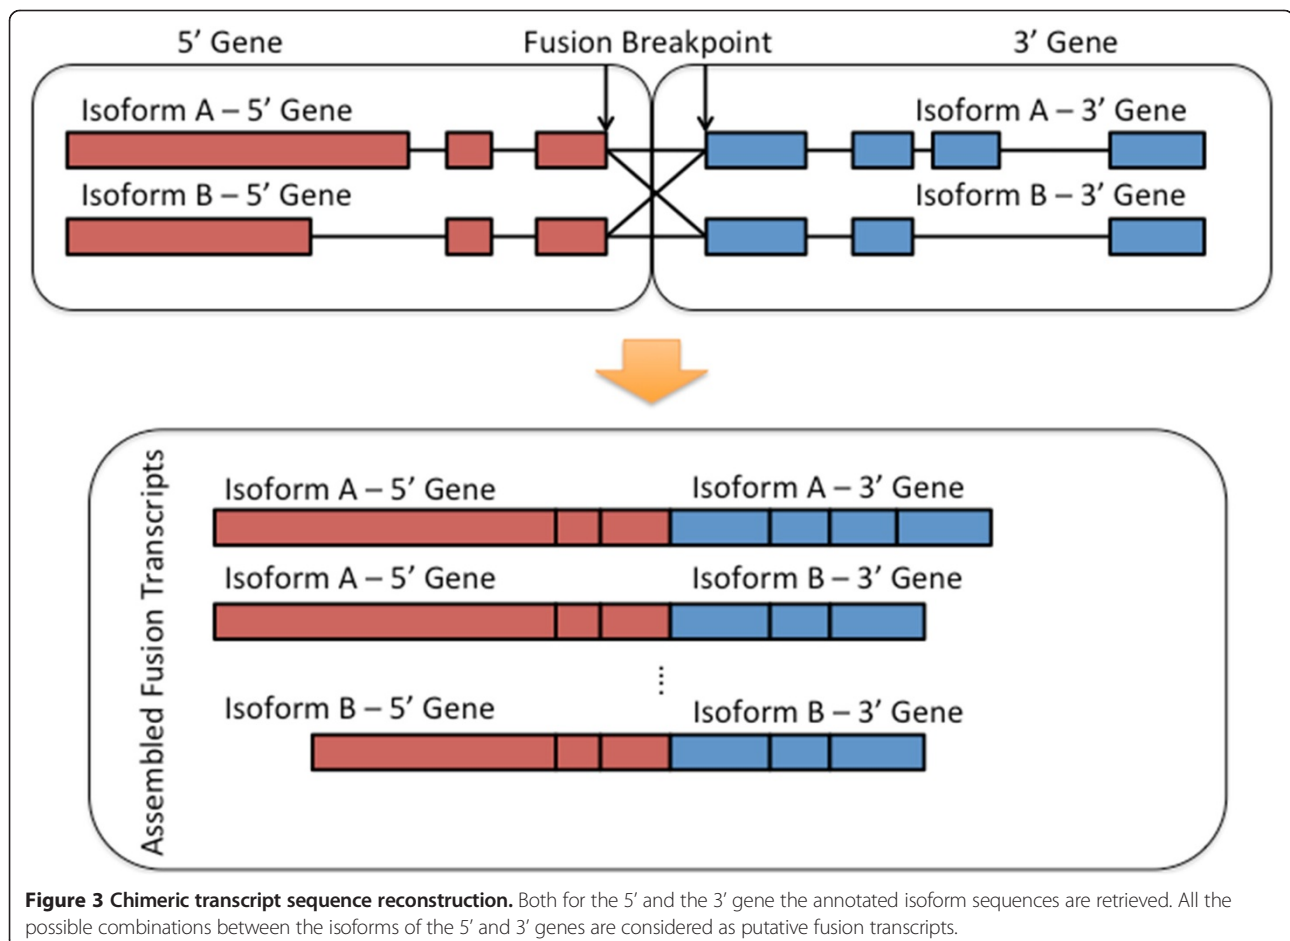 5’ Gene Fusion Breakpoint 3’ Gene
Isoform A – 5’ Gene Isoform A – 3’ Gene
Isoform B – 5’ Gene Isoform B – 3’ Gene
Assembled Fusion Transcripts
Isoform A – 5’ Gene Isoform A – 3’ Gene
Isoform A – 5’ Gene Isoform B – 3’ Gene
Isoform B – 5’ Gene Isoform B – 3’ Gene
Figure 3 Chimeric transcript sequence reconstruction. Both for the 5’ and the 3’ gene the annotated isoform sequences are retrieved. All the
possible combinations between the isoforms of the 5’ and 3’ genes are considered as putative fusion transcripts.